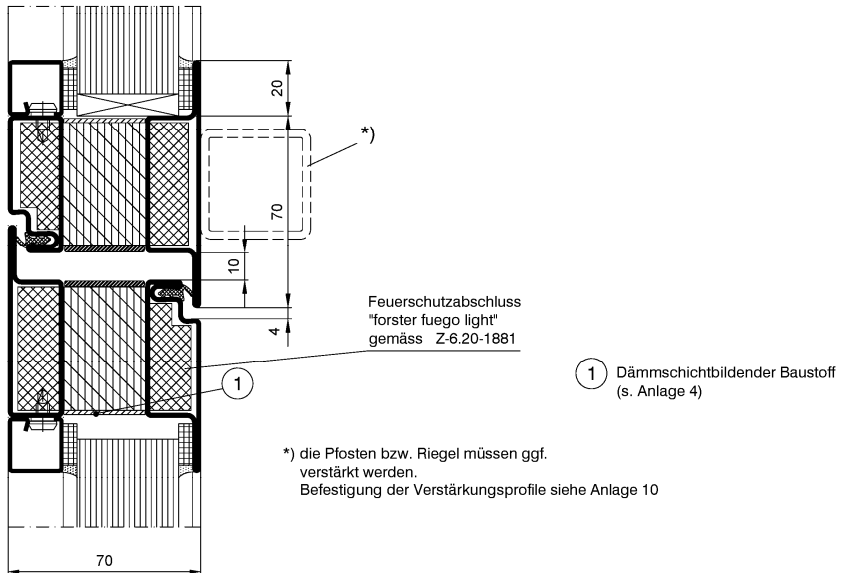 20
*)
70
10
4
Feuerschutzabschluss
"forster fuego light"
gemäss Z-6.20-1881
1
1 Dämmschichtbildender Baustoff
(s. Anlage 4)
*) die Pfosten bzw. Riegel müssen ggf.
verstärkt werden.
Befestigung der Verstärkungsprofile siehe Anlage 10
70